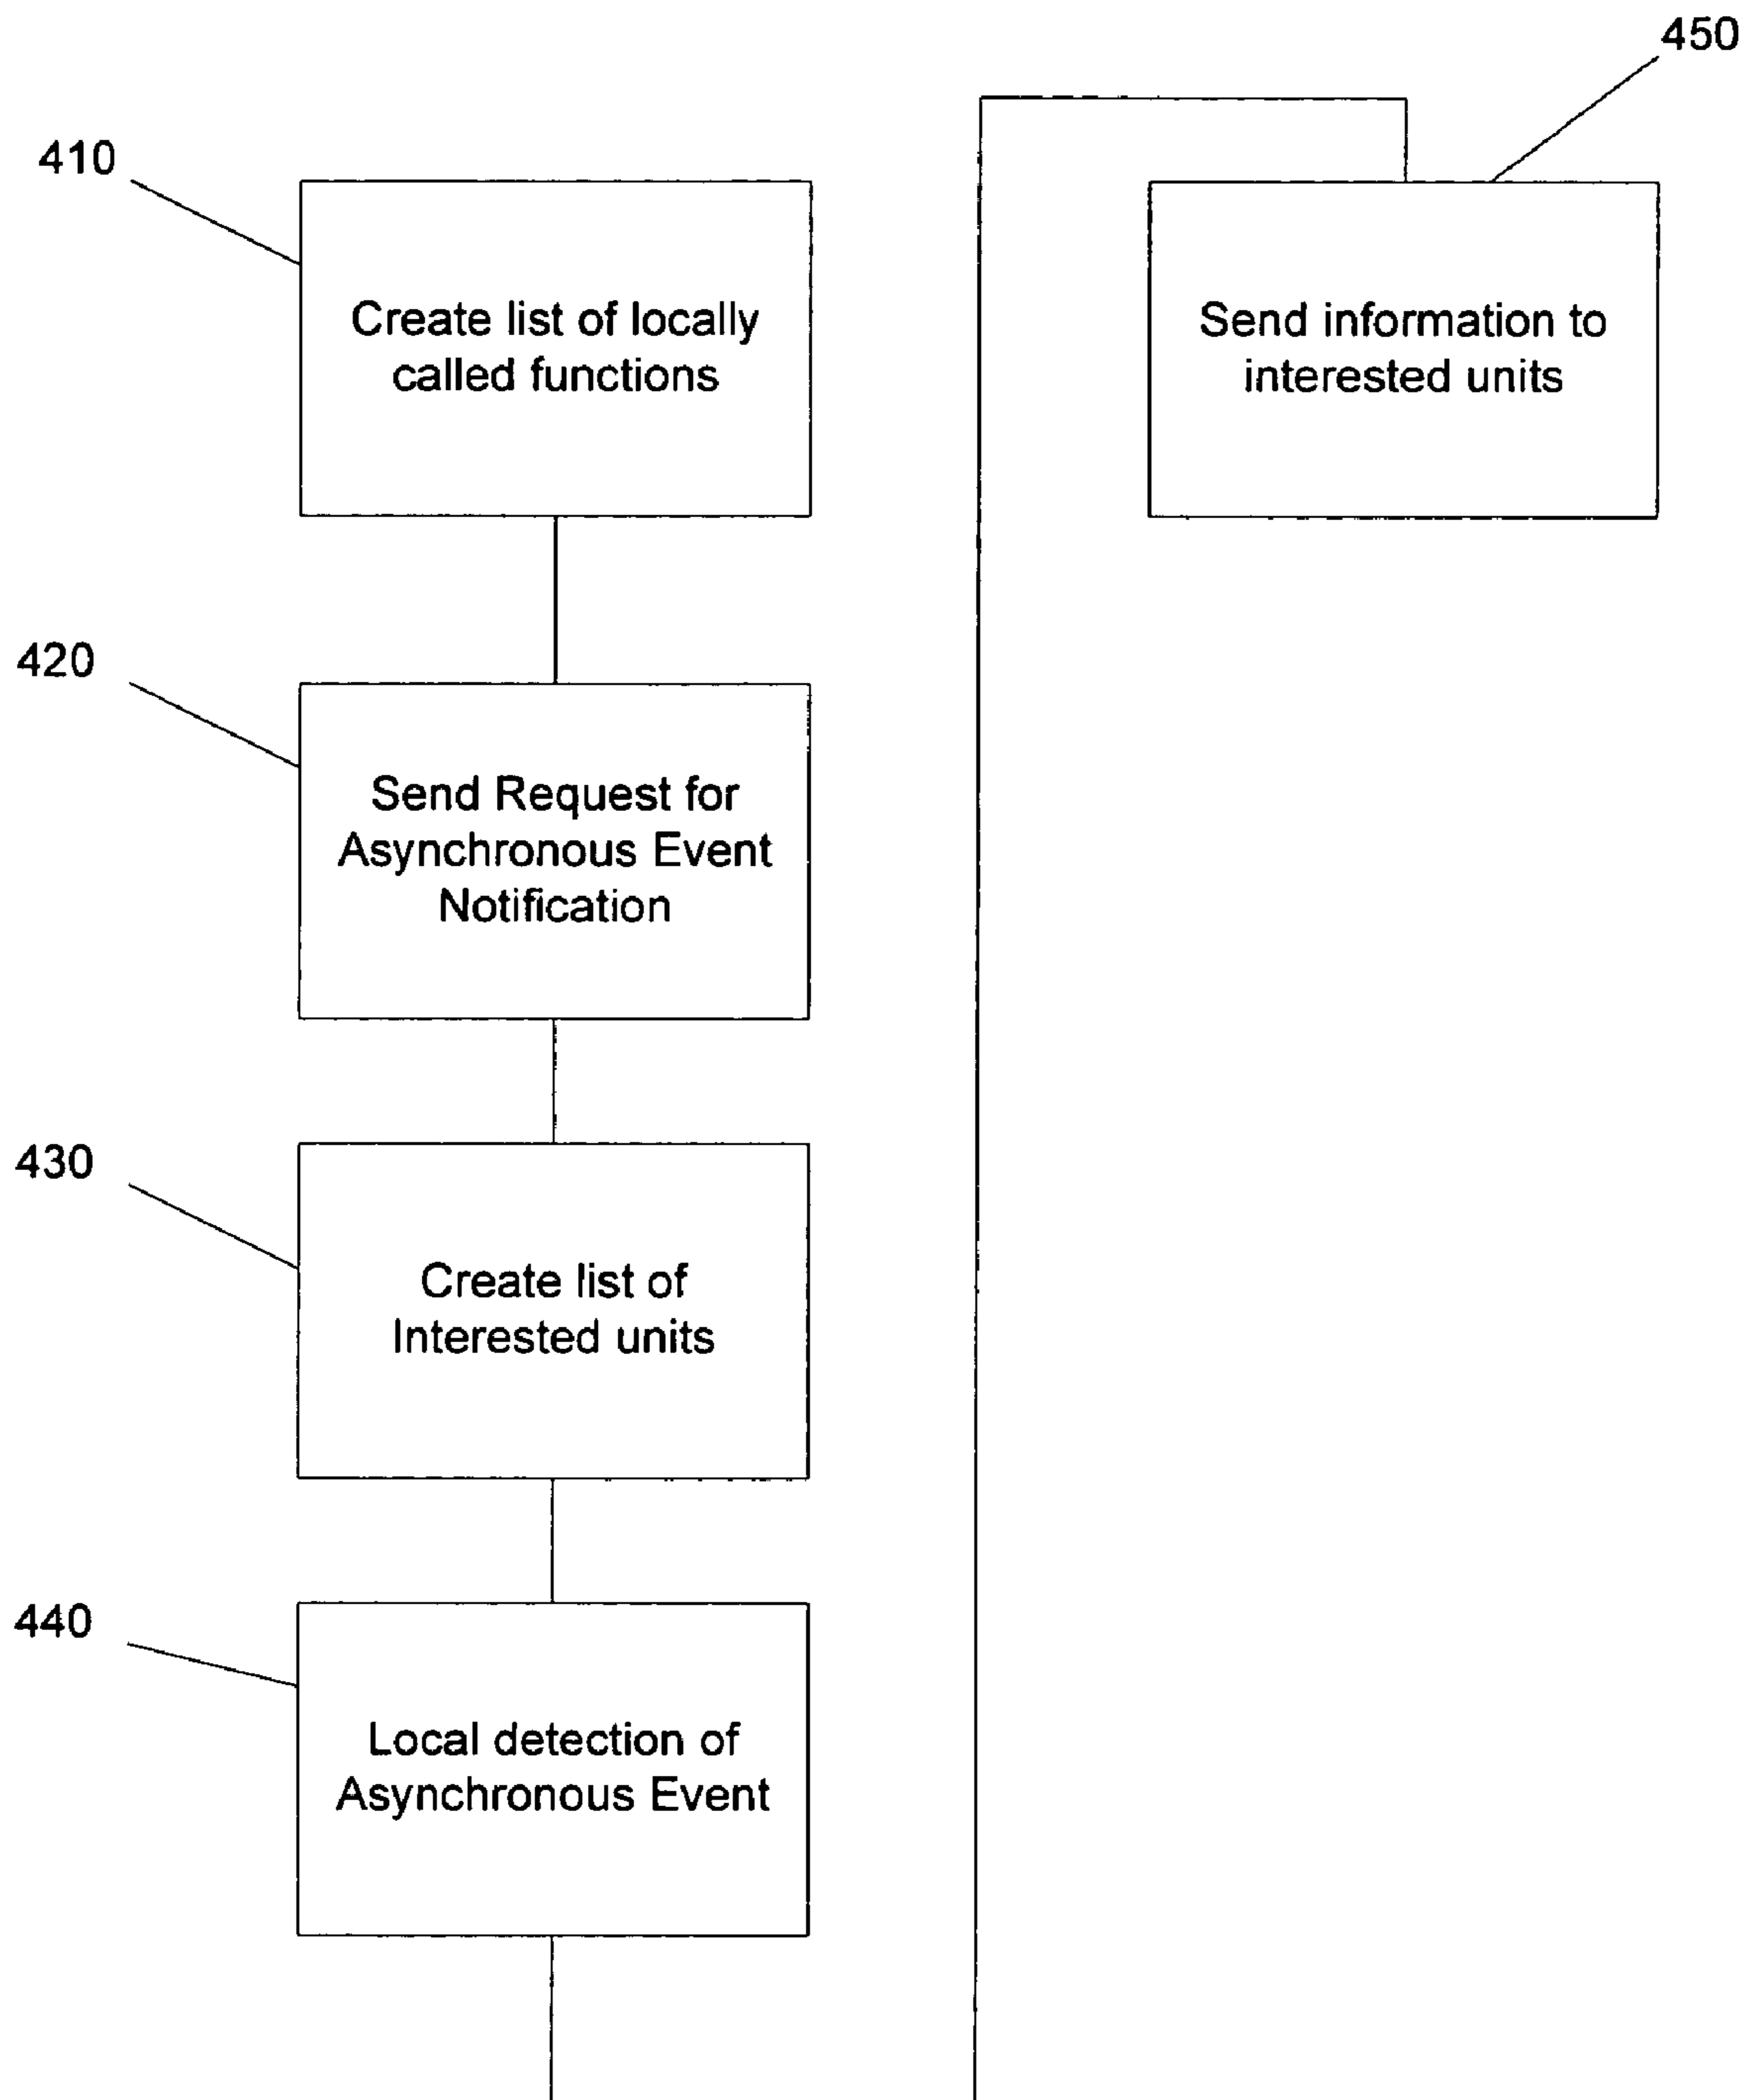 410
Create list of locally
called functions
420
Send Request for
Asynchronous Event
Notification
430
Create list of
Interested units
440
Local detection of
Asynchronous Event
450
Send information to
interested units